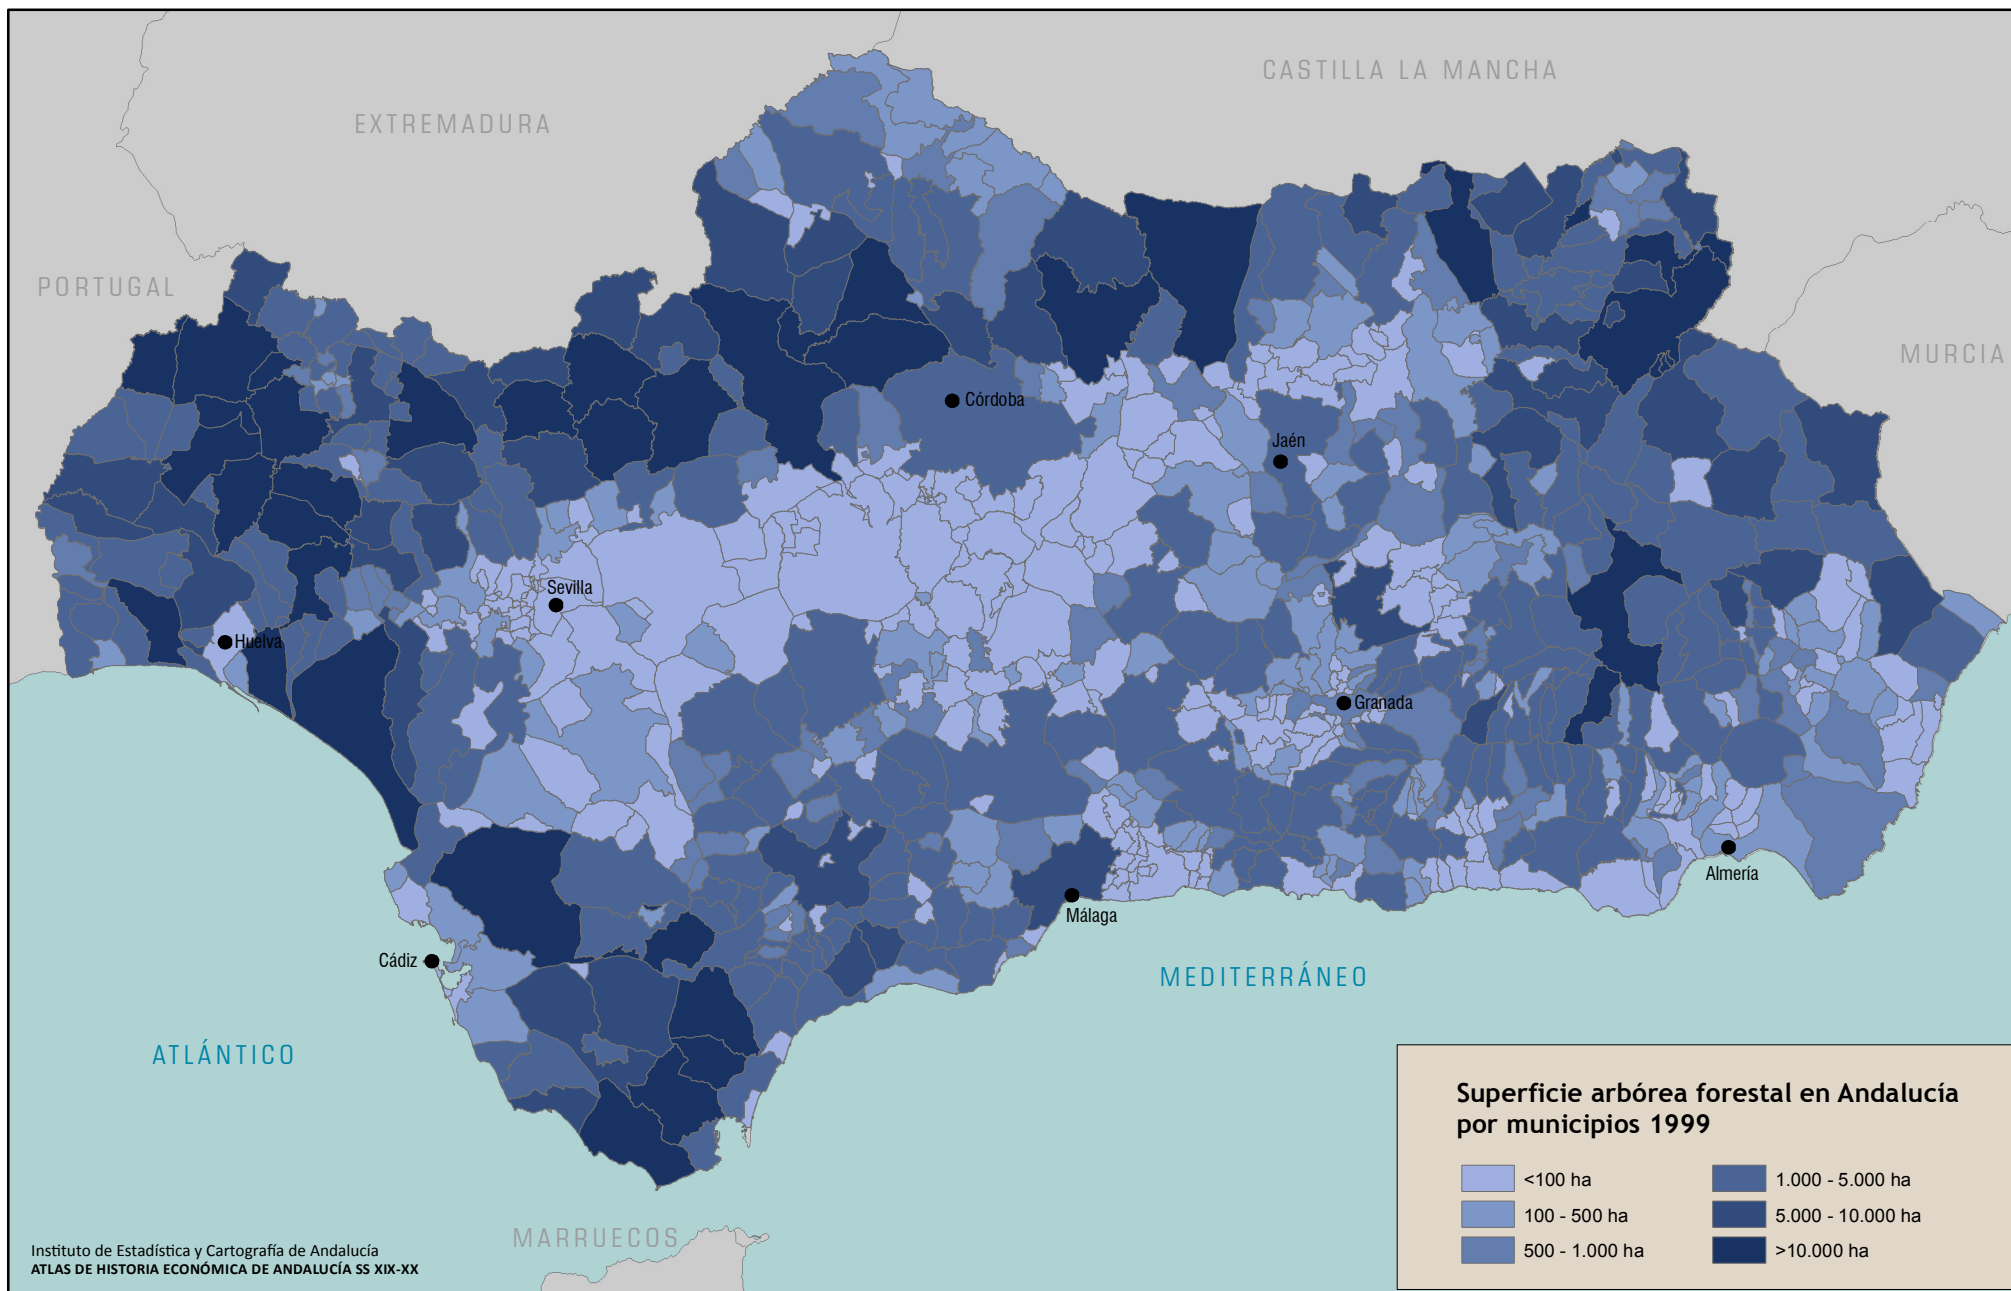 CASTILLA LA MANCHA
EXTREMADURA
PORTUGAL
MURCIA
Córdoba
Jaén
Sevilla
Huelva
Granada
Almería
Málaga
Cádiz
MEDITERRÁNEO
ATLÁNTICO
MARRUECOS
Superficie arbórea forestal en Andalucía
por municipios 1999
<100 ha
100 - 500 ha
500 - 1.000 ha
1.000 - 5.000 ha
5.000 - 10.000 ha
>10.000 ha
Instituto de Estadística y Cartografía de Andalucía
ATLAS DE HISTORIA ECONÓMICA DE ANDALUCÍA SS XIX-XX